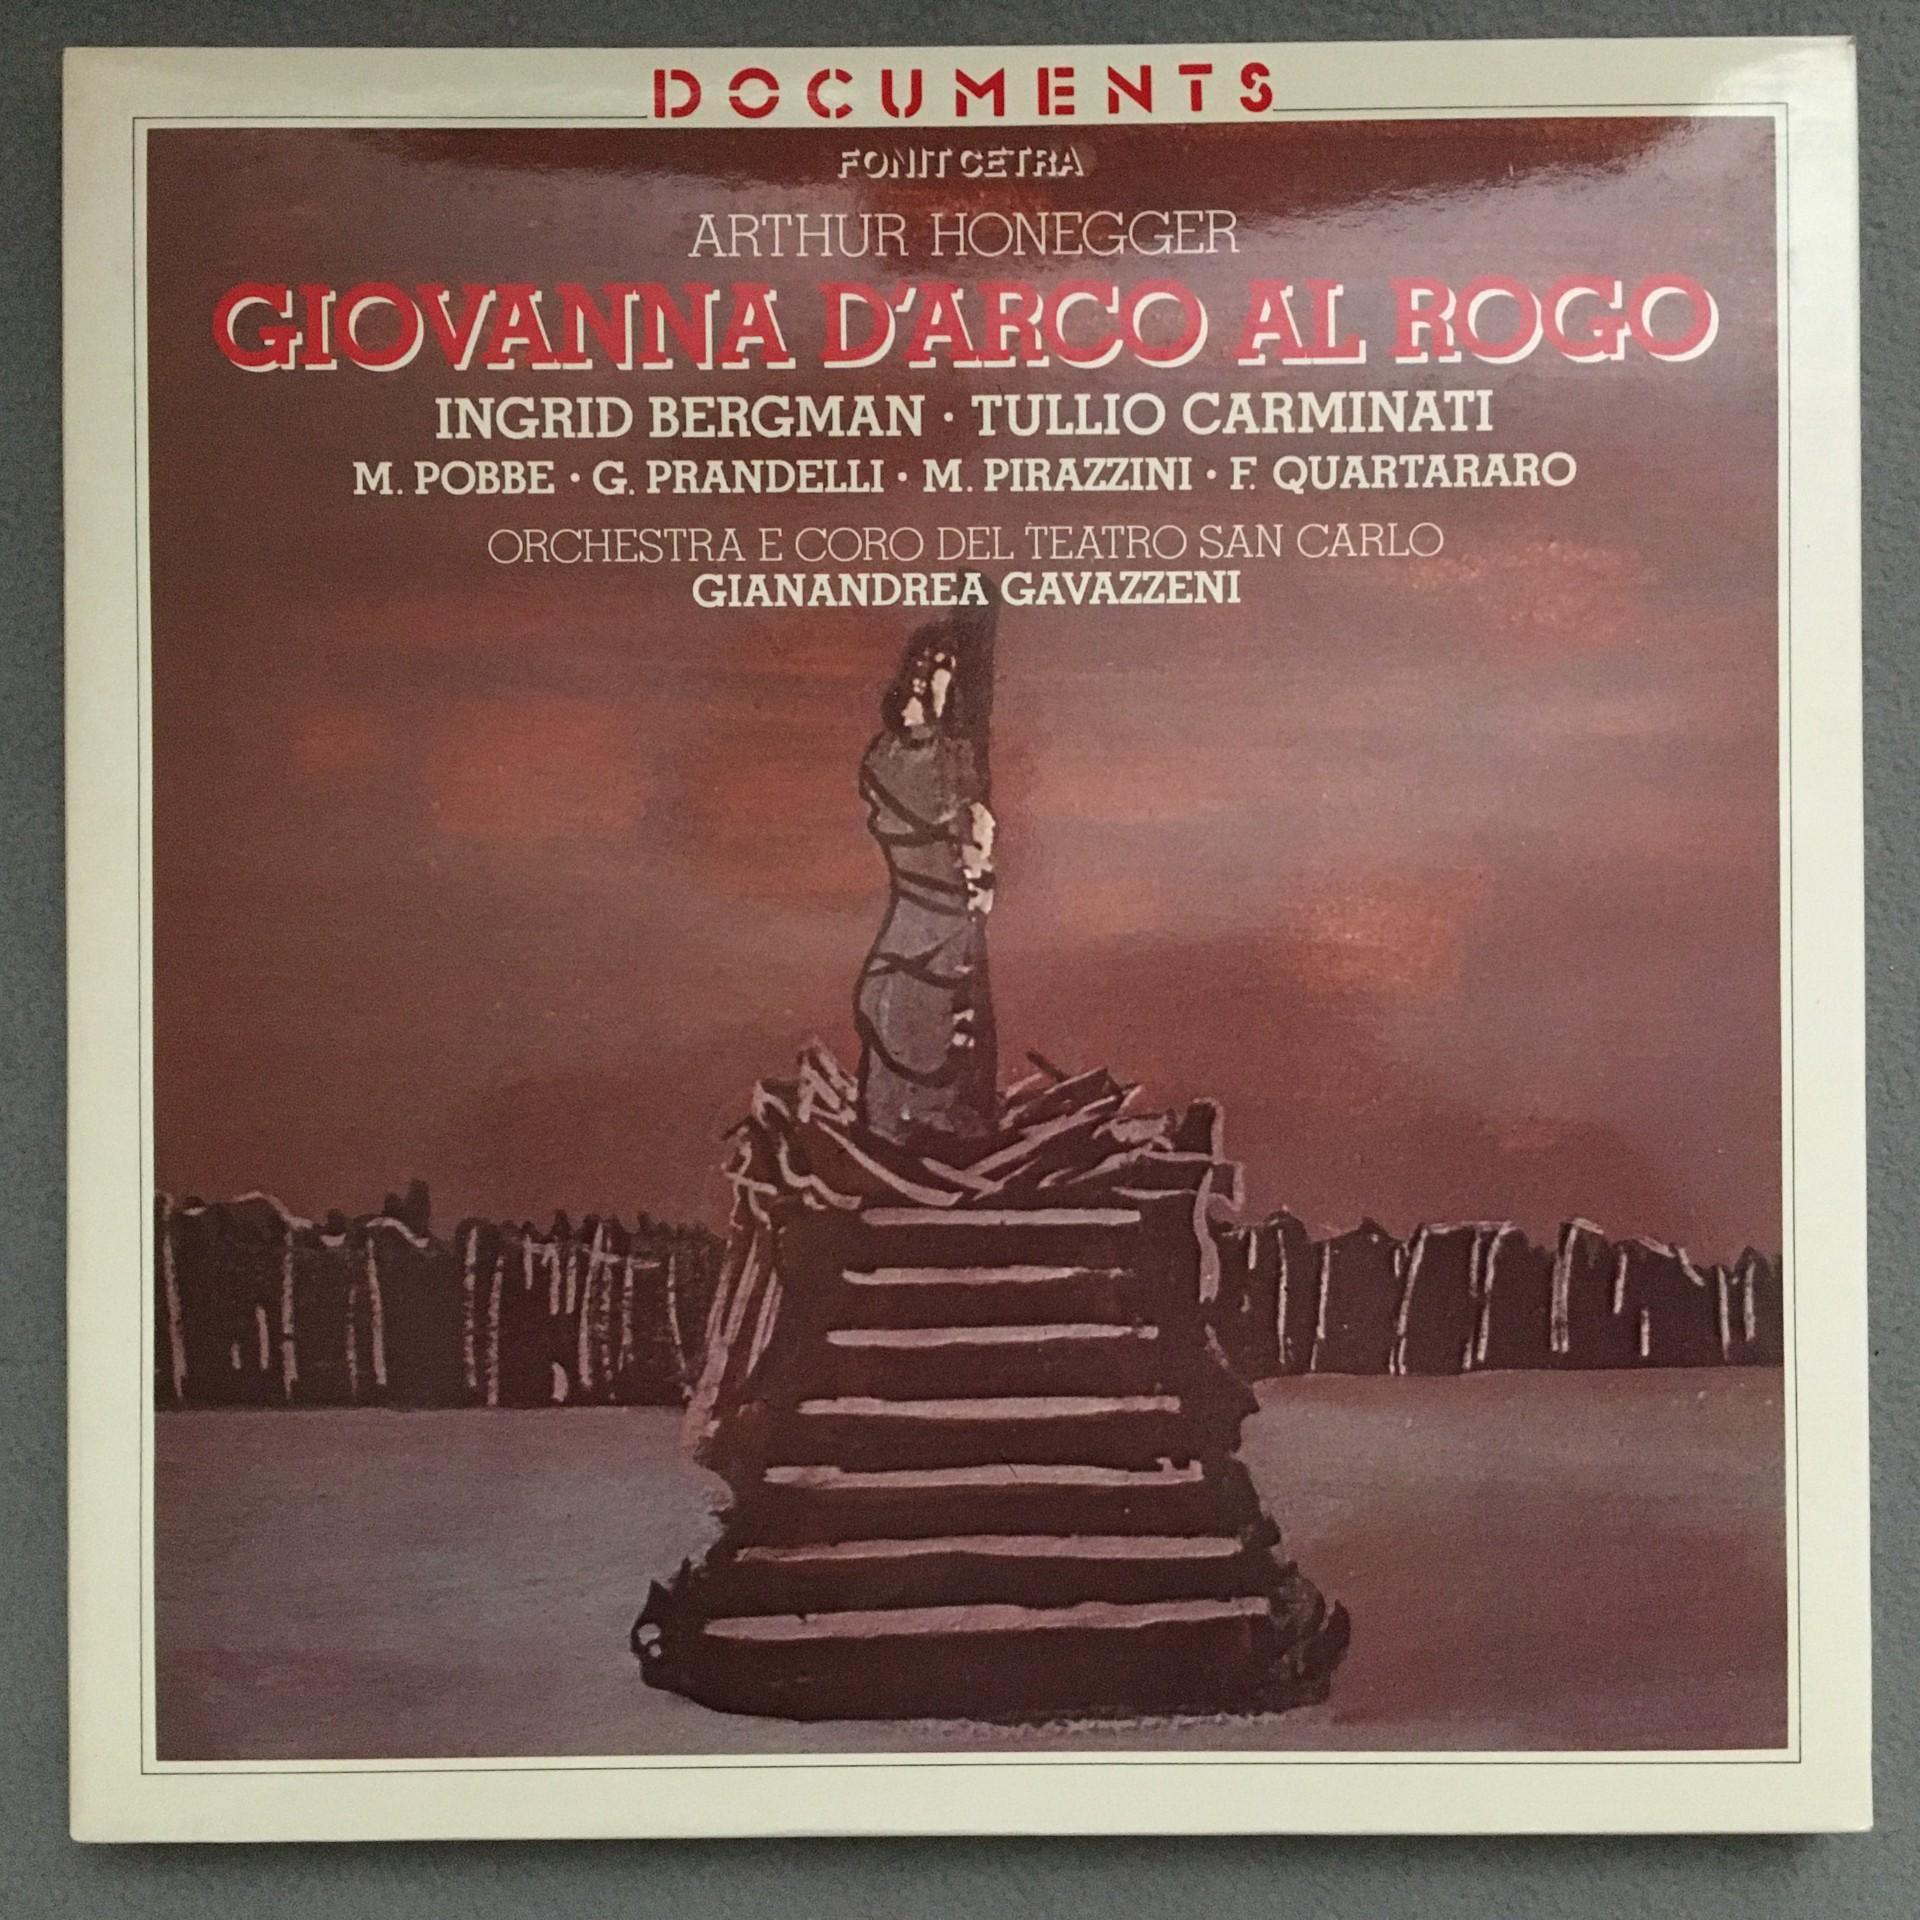 DOCUMENTS
FONIT CETRA
ARTHUR HONEGGER
GIOVANNA D'ARCO AL ROGO
INGRID BERGMAN · TULLIO CARMINATI
M. POBBE · G. PRANDELLI · M. PIRAZZINI · F. QUARTARARO
ORCHESTRA E CORO DEL TEATRO SAN CARLO
GIANANDREA GAVAZZENI